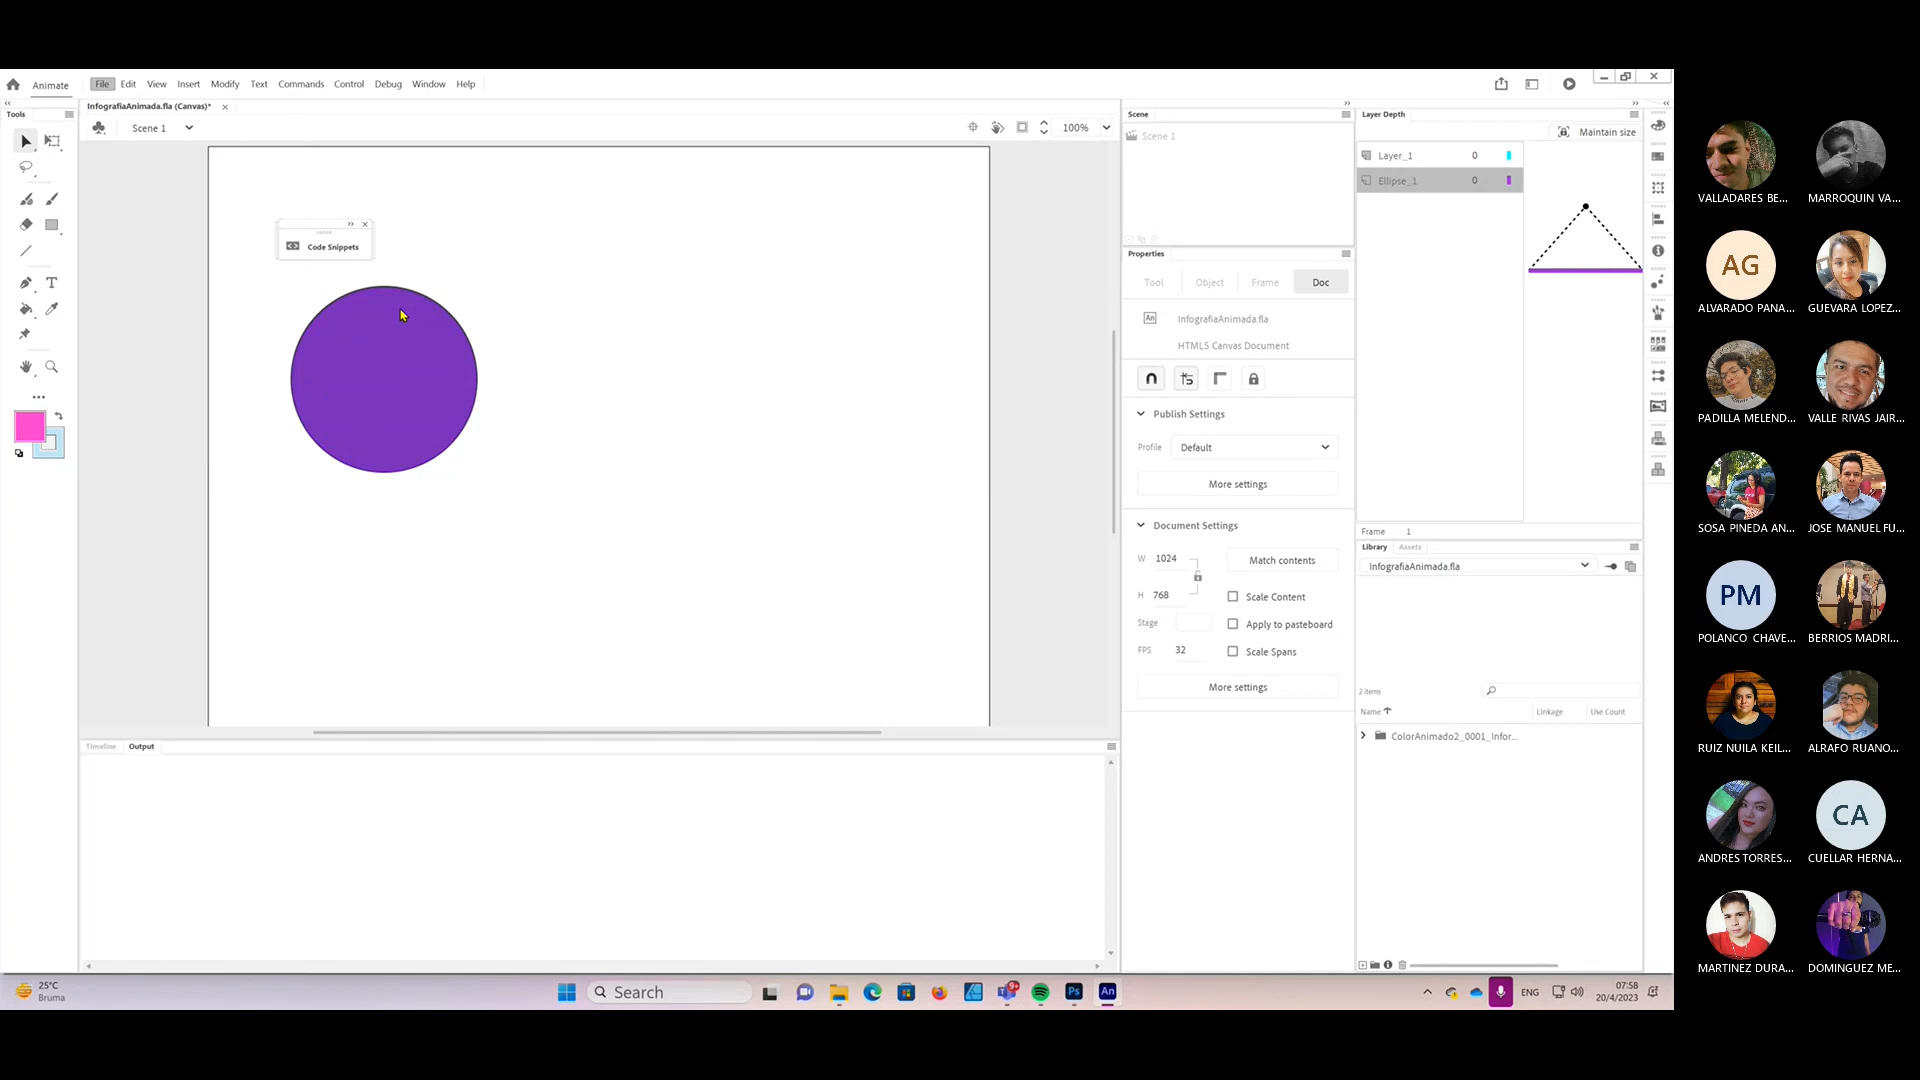 Animate File Edit View Insert Modify Text Commands Control Debug Window Help
InfografiaAnimada.fla (Canvas)*
Tools
Scene 1
100%
Code Snippets
Timeline Output
Scene
Scene 1
Properties
Tool Object Frame Doc
InfografiaAnimada.fla
HTML5 Canvas Document
Publish Settings
Profile Default
More settings
Document Settings
W 1024 Match contents
H 768 Scale Content
Stage Apply to pasteboard
FPS 32 Scale Spans
More settings
Layer Depth
Maintain size
Layer_1 0
Ellipse_1 0
Frame 1
Library Assets
InfografiaAnimada.fla
2 items
Name Linkage Use Count
ColorAnimado2_0001_Infor...
VALLADARES BE... MARROQUIN VA...
AG
ALVARADO PANA... GUEVARA LOPEZ...
PADILLA MELEND... VALLE RIVAS JAIR...
SOSA PINEDA AN... JOSE MANUEL FU...
PM
POLANCO CHAVE... BERRIOS MADRI...
RUIZ NUILA KEIL... ALRAFO RUANO...
CA
ANDRES TORRES... CUELLAR HERNA...
MARTINEZ DURA... DOMINGUEZ ME...
25°C
Bruma
Search
9+
Ps
An
ENG
07:58
20/4/2023